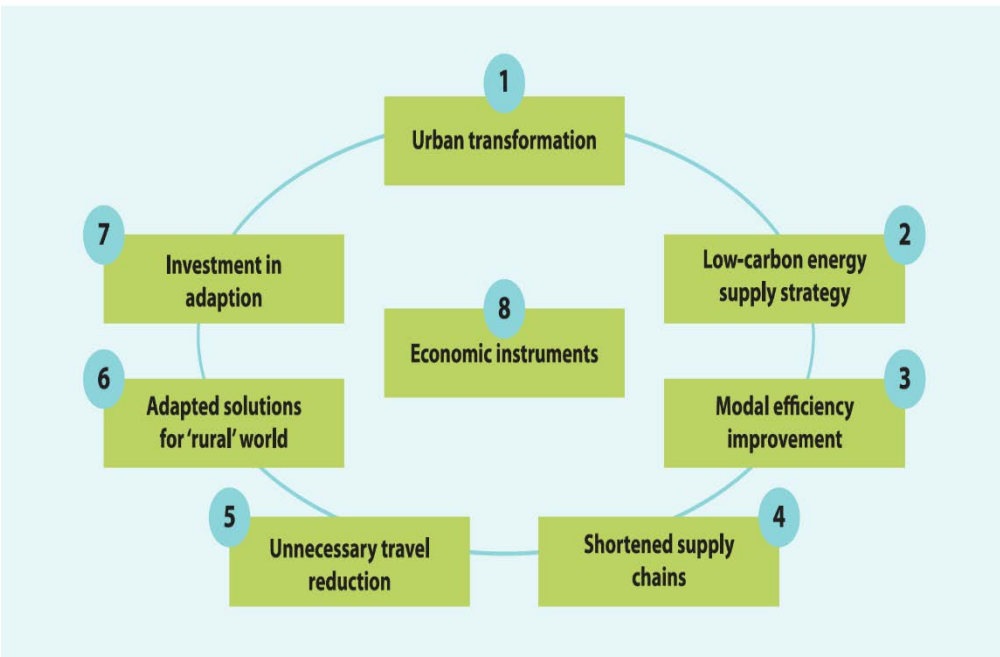 1
Urban transformation
2
Low-carbon energy
supply strategy
3
Modal efficiency
improvement
4
Shortened supply
chains
5
Unnecessary travel
reduction
6
Adapted solutions
for ‘rural’ world
7
Investment in
adaption
8
Economic instruments